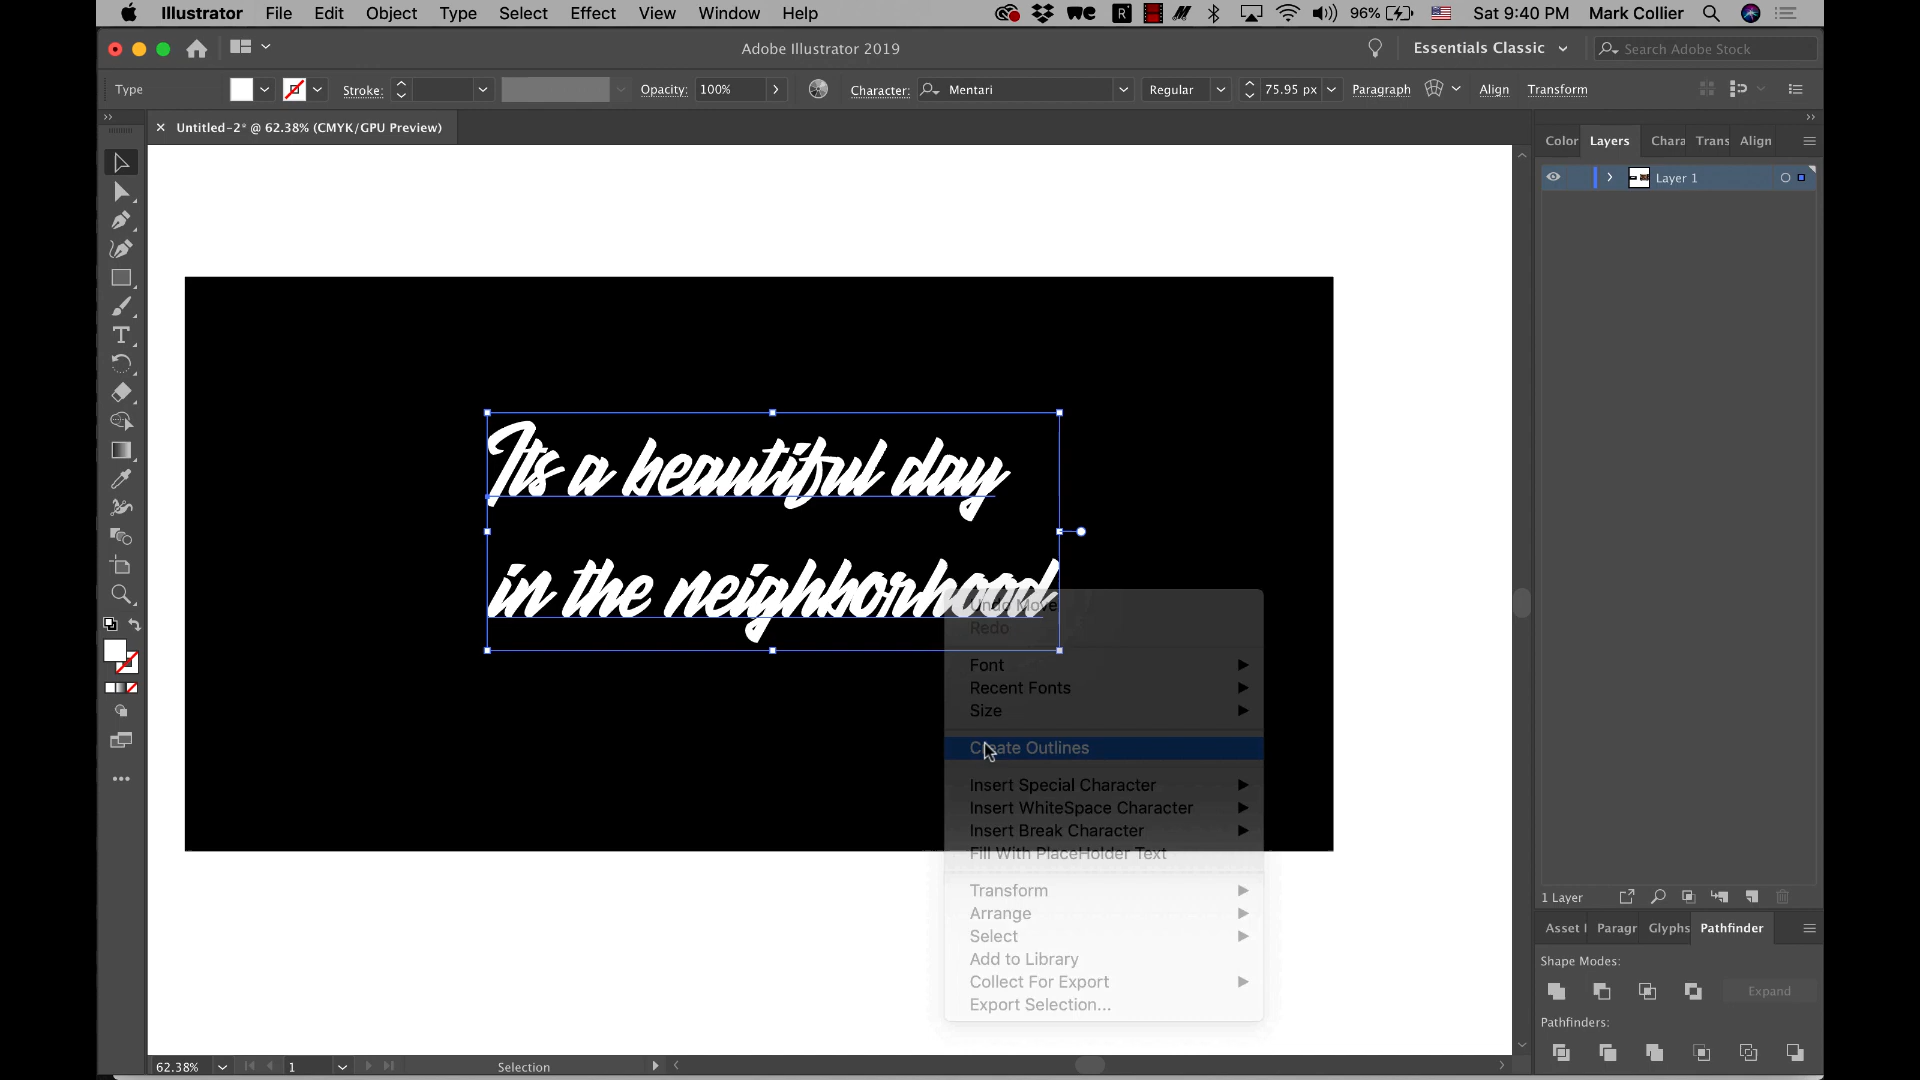 Illustrator File Edit Object Type Select Effect View Window Help 96% Sat 9:40 PM Mark Collier
Adobe Illustrator 2019 Essentials Classic Search Adobe Stock
Type Stroke: Opacity: 100% Character: Mentari Regular 75.95 px Paragraph Align Transform
Untitled-2* @ 62.38% (CMYK/GPU Preview)
Color Layers Chara Trans Align
Layer 1
Its a beautiful day
in the neighborhood
Undo Move
Redo
Font
Recent Fonts
Size
Create Outlines
Insert Special Character
Insert WhiteSpace Character
Insert Break Character
Fill With PlaceHolder Text
Transform
Arrange
Select
Add to Library
Collect For Export
Export Selection...
1 Layer
Asset Paragr Glyphs Pathfinder
Shape Modes:
Expand
Pathfinders:
62.38% 1 Selection